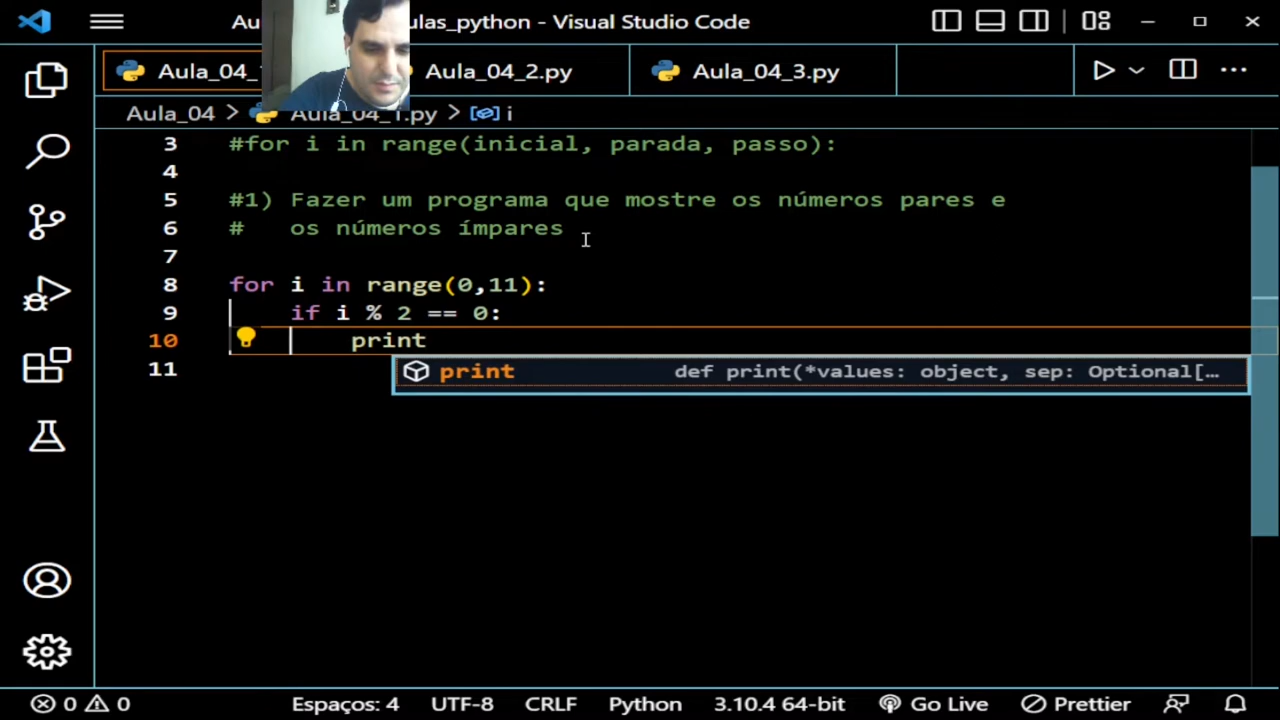 Au
ulas_python - Visual Studio Code
Aula_04_
Aula_04_2.py
Aula_04_3.py
Aula_04 > Aula_04_1.py > i
3 #for i in range(inicial, parada, passo):
4
5 #1) Fazer um programa que mostre os números pares e
6 #   os números ímpares
7
8 for i in range(0,11):
9     if i % 2 == 0:
10         print
11
print def print(*values: object, sep: Optional[…
0 0 Espaços: 4 UTF-8 CRLF Python 3.10.4 64-bit Go Live Prettier